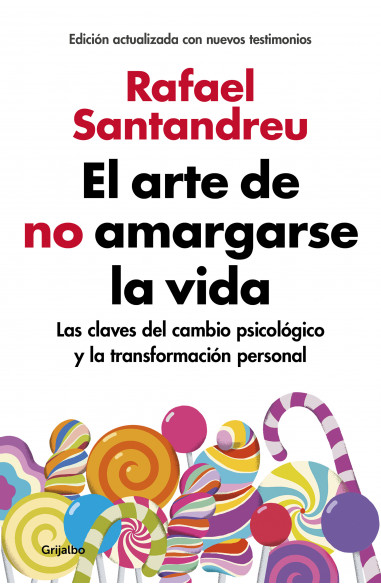 Edición actualizada con nuevos testimonios
Rafael
Santandreu
El arte de
no amargarse
la vida
Las claves del cambio psicológico
y la transformación personal
Grijalbo